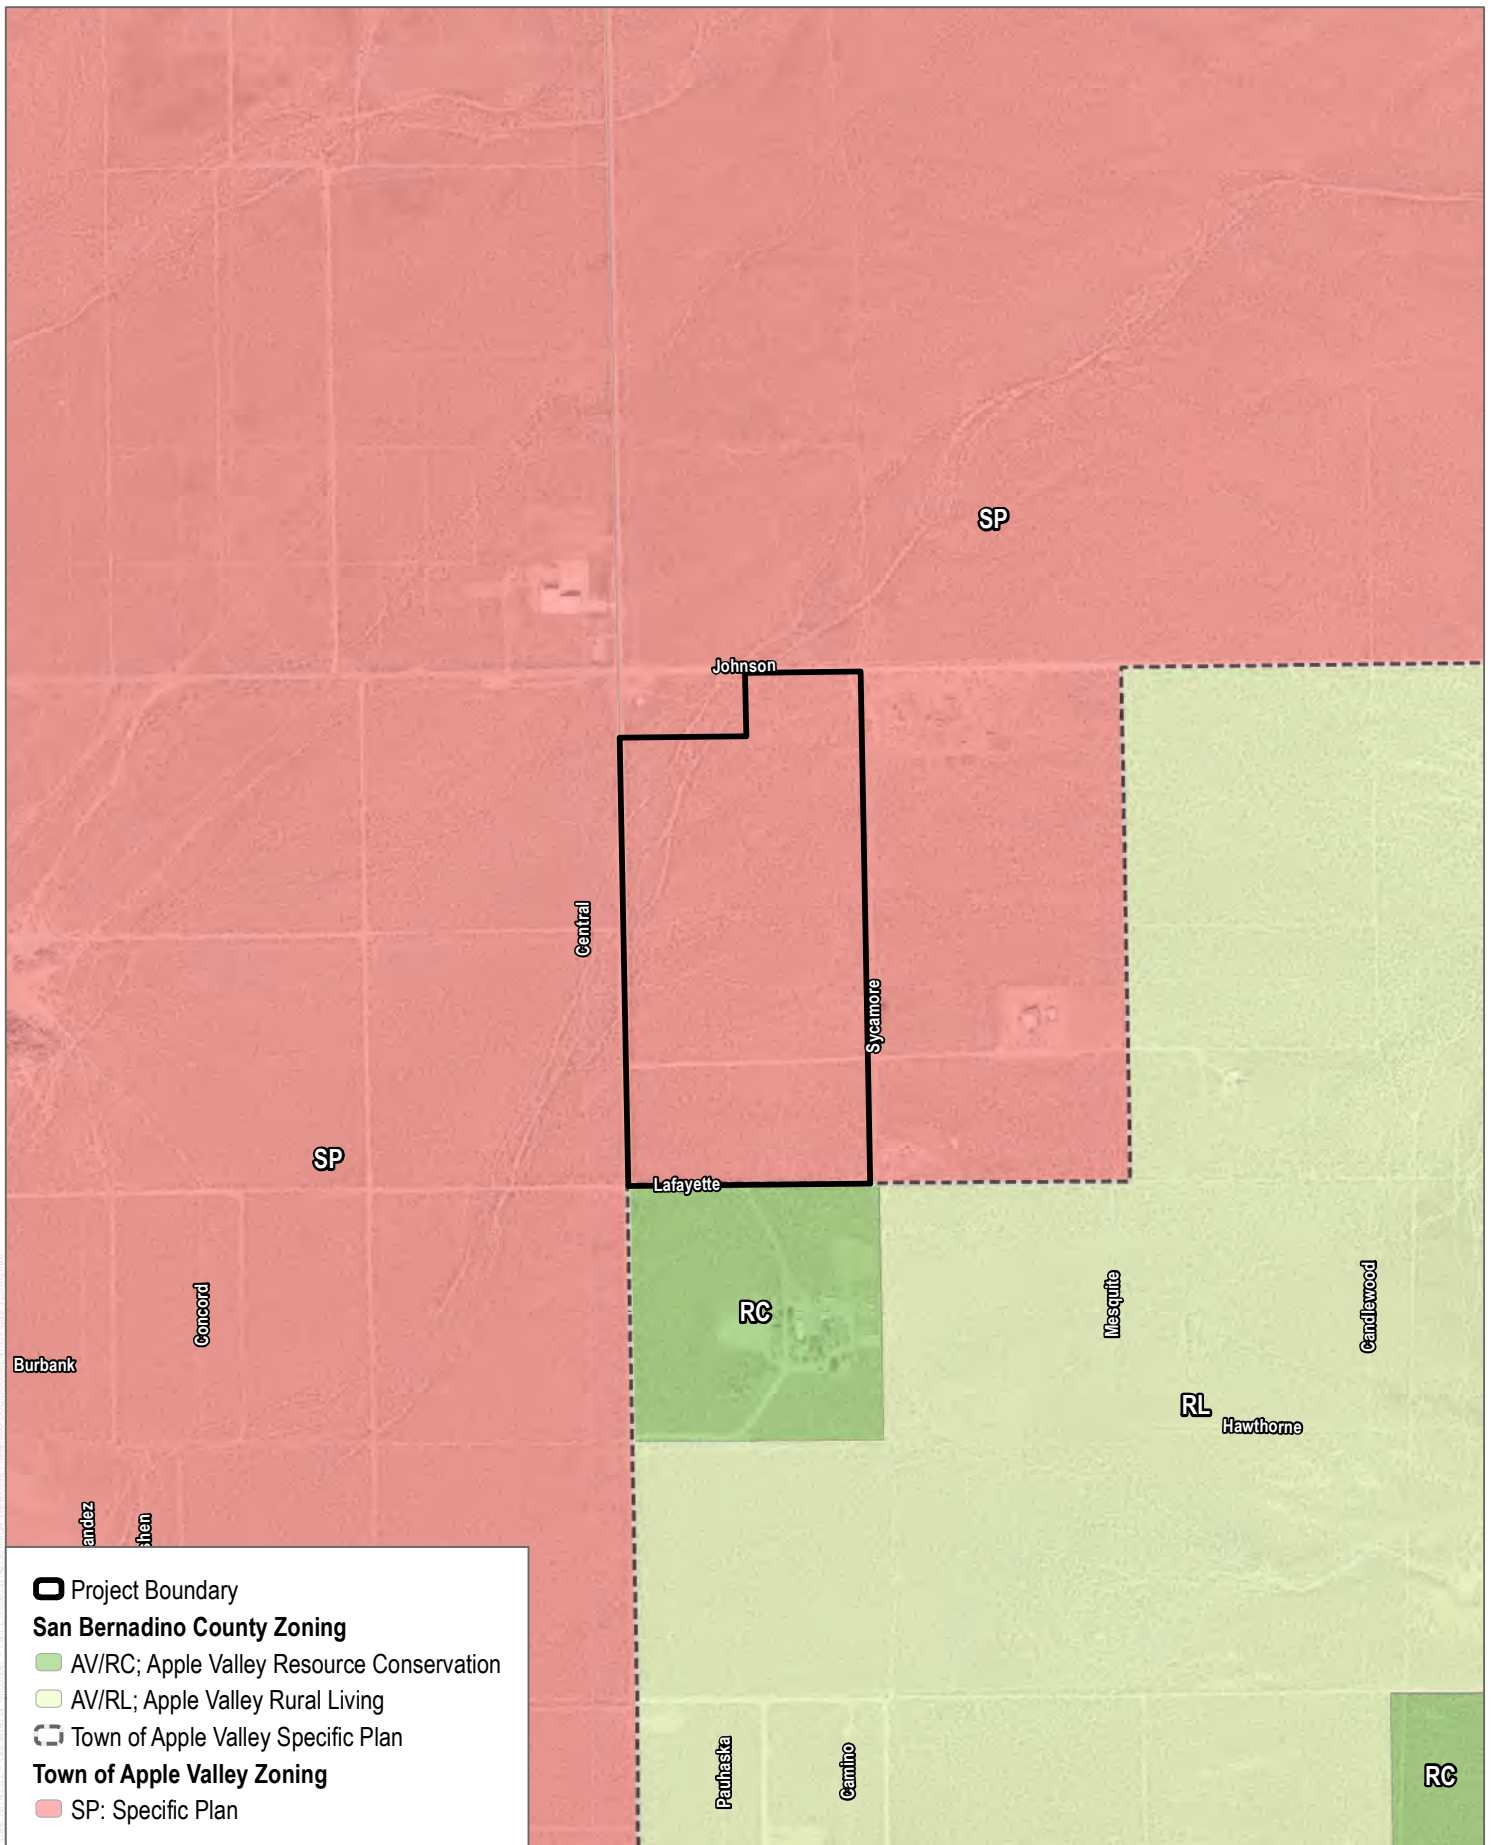 SP
Johnson
Central
Sycamore
SP
Lafayette
Concord
RC
Mesquite
Candlewood
Burbank
RL
Hawthorne
andez
shen
Project Boundary
San Bernadino County Zoning
AV/RC; Apple Valley Resource Conservation
AV/RL; Apple Valley Rural Living
Town of Apple Valley Specific Plan
Town of Apple Valley Zoning
SP: Specific Plan
Pauhaska
Camino
RC